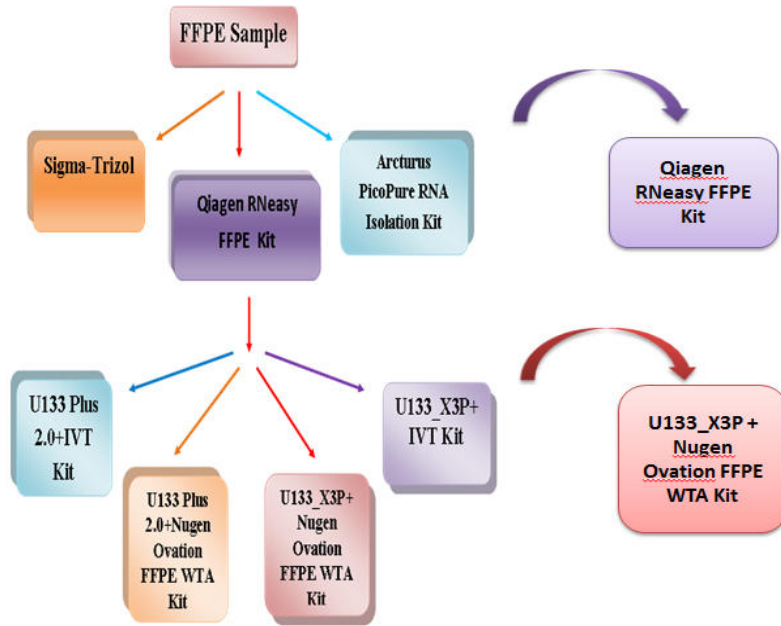 FFPE Sample
Sigma-Trizol
Qiagen RNeasy
FFPE Kit
Arcturus
PicoPure RNA
Isolation Kit
Qiagen
RNeasy FFPE
Kit
U133 Plus
2.0+IVT
Kit
U133 Plus
2.0+Nugen
Ovation
FFPE WTA
Kit
U133_X3P+
Nugen
Ovation
FFPE WTA
Kit
U133_X3P+
IVT Kit
U133_X3P +
Nugen
Ovation FFPE
WTA Kit